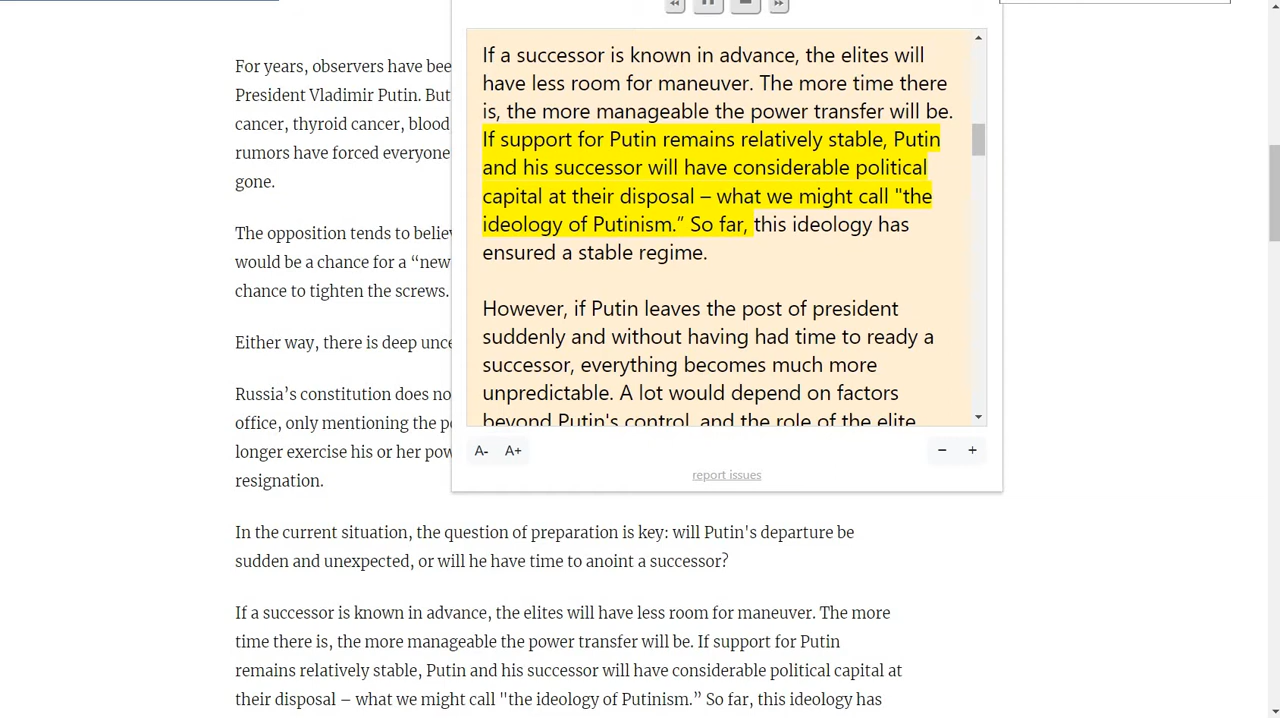 If a successor is known in advance, the elites will
have less room for maneuver. The more time there
is, the more manageable the power transfer will be.
If support for Putin remains relatively stable, Putin
and his successor will have considerable political
capital at their disposal – what we might call "the
ideology of Putinism.” So far, this ideology has
ensured a stable regime.
However, if Putin leaves the post of president
suddenly and without having had time to ready a
successor, everything becomes much more
unpredictable. A lot would depend on factors
beyond Putin's control, and the role of the elite
A- A+ − +
report issues
For years, observers have bee
President Vladimir Putin. But
cancer, thyroid cancer, blood
rumors have forced everyone
gone.
The opposition tends to believ
would be a chance for a “new
chance to tighten the screws.
Either way, there is deep unce
Russia’s constitution does no
office, only mentioning the p
longer exercise his or her pow
resignation.
In the current situation, the question of preparation is key: will Putin's departure be
sudden and unexpected, or will he have time to anoint a successor?
If a successor is known in advance, the elites will have less room for maneuver. The more
time there is, the more manageable the power transfer will be. If support for Putin
remains relatively stable, Putin and his successor will have considerable political capital at
their disposal – what we might call "the ideology of Putinism.” So far, this ideology has